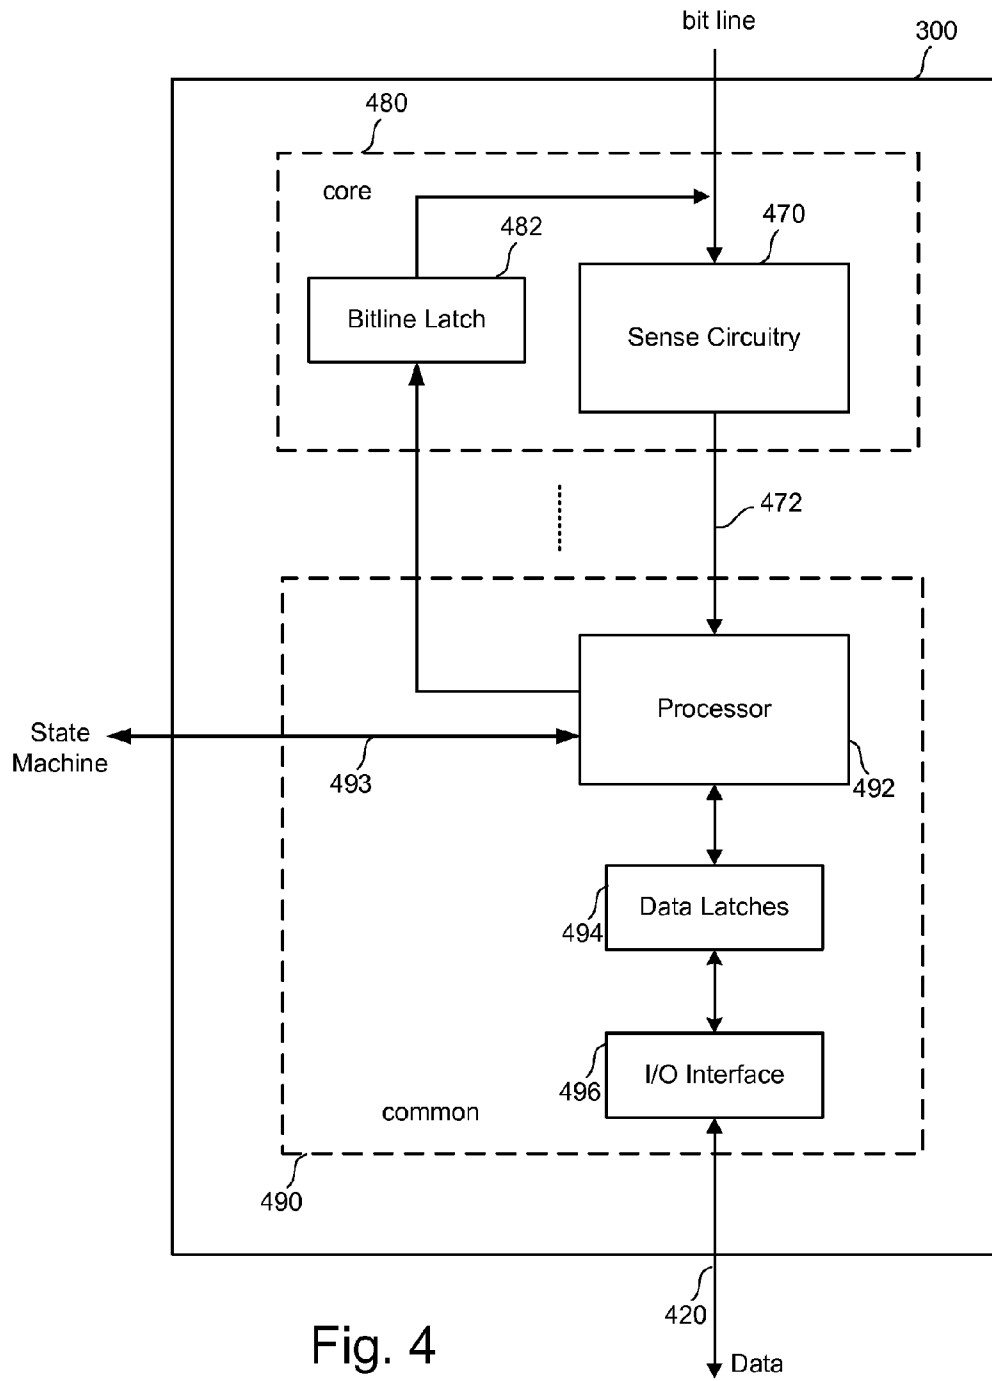 bit line
300
480
core
482
470
Bitline Latch
Sense Circuitry
472
Processor
State
Machine
493
492
Data Latches
494
I/O Interface
496
common
490
420
Fig. 4
Data